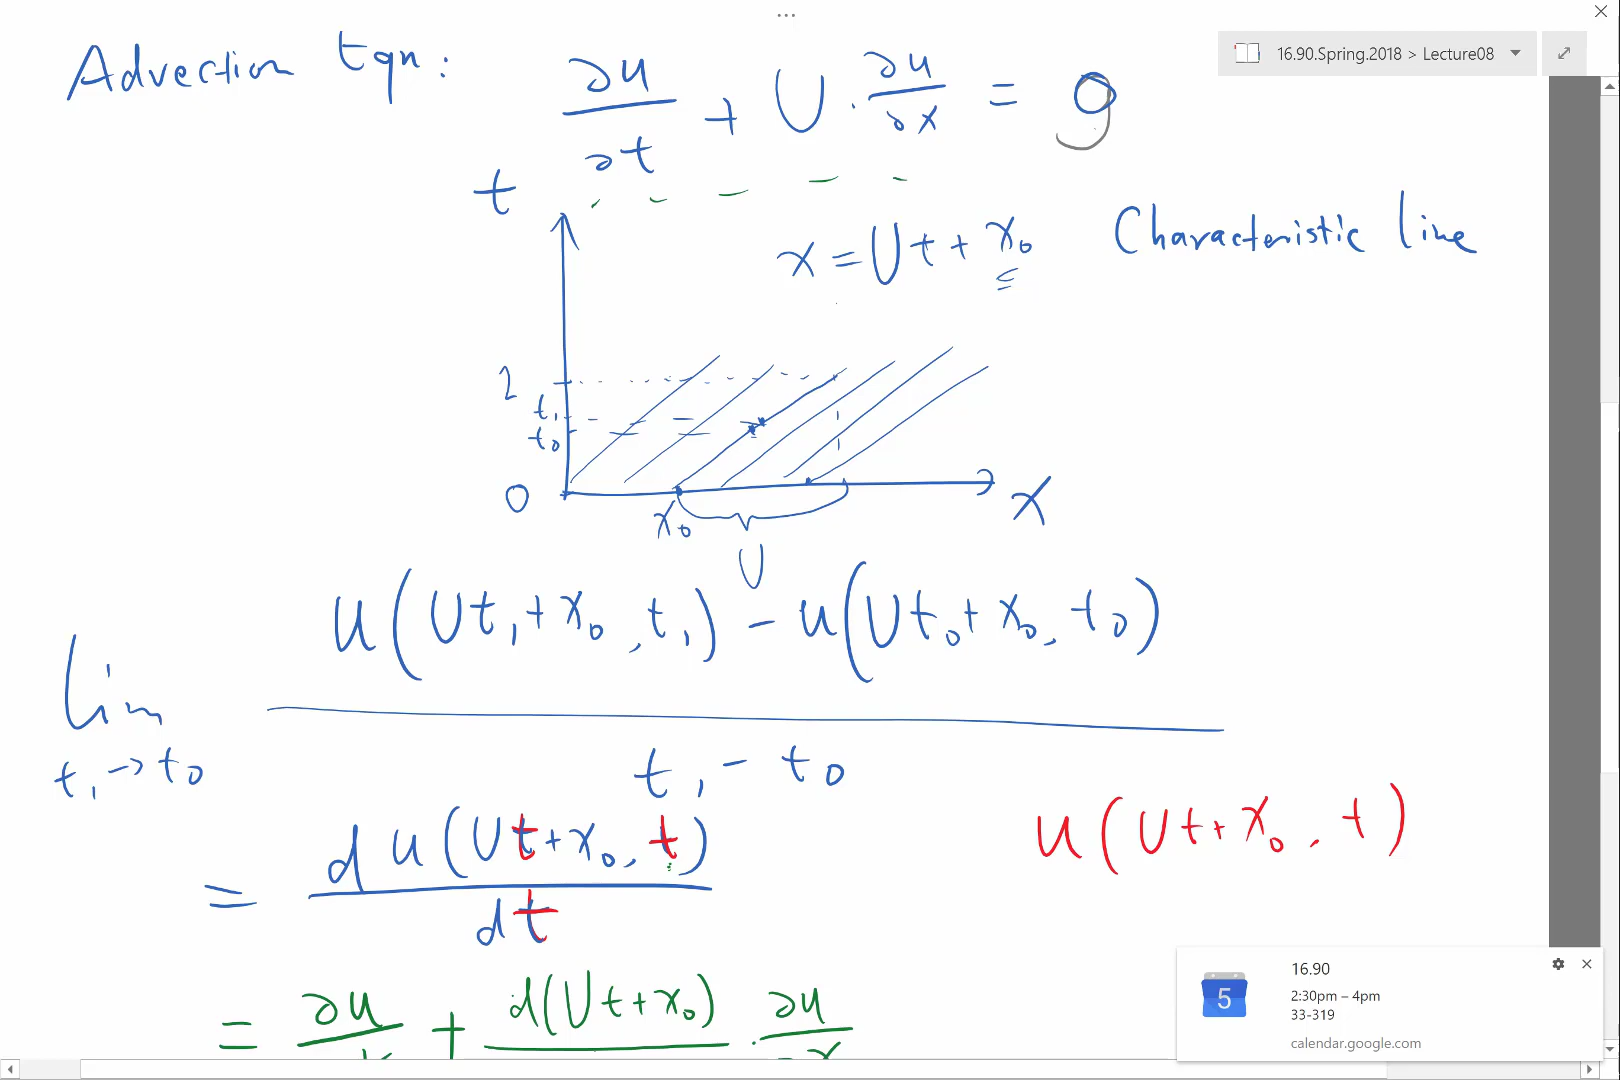 16.90.Spring.2018 > Lecture08
Advection Eqn: ∂u/∂t + U · ∂u/∂x = 0
t
x = Ut + x₀ Characteristic line
2
t₁
t₀
0
x₀
x
U
lim t₁→t₀ (u(Ut₁+x₀, t₁) − u(Ut₀+x₀, t₀)) / (t₁ − t₀)
= d u(Ut+x₀, t) / dt
u(Ut+x₀, t)
= ∂u + d(Ut+x₀) · ∂u
16.90
5
2:30pm – 4pm
33-319
calendar.google.com